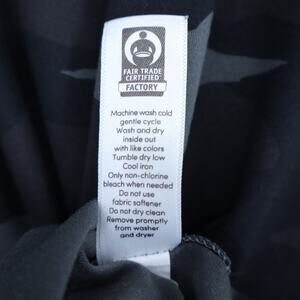 FAIR TRADE
CERTIFIED
FACTORY
Machine wash cold
gentle cycle
Wash and dry
inside out
with like colors
Tumble dry low
Cool iron
Only non-chlorine
bleach when needed
Do not use
fabric softener
Do not dry clean
Remove promptly
from washer
and dryer